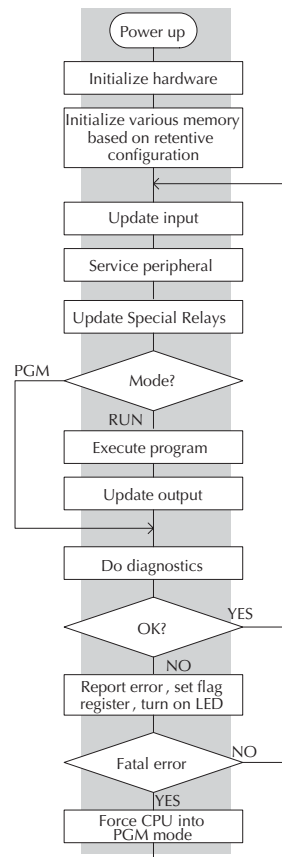 Power up
Initialize hardware
Initialize various memory
based on retentive
configuration
Update input
Service peripheral
Update Special Relays
PGM
Mode?
RUN
Execute program
Update output
Do diagnostics
YES
OK?
NO
Report error , set flag
register , turn on LED
NO
Fatal error
YES
Force CPU into
PGM mode